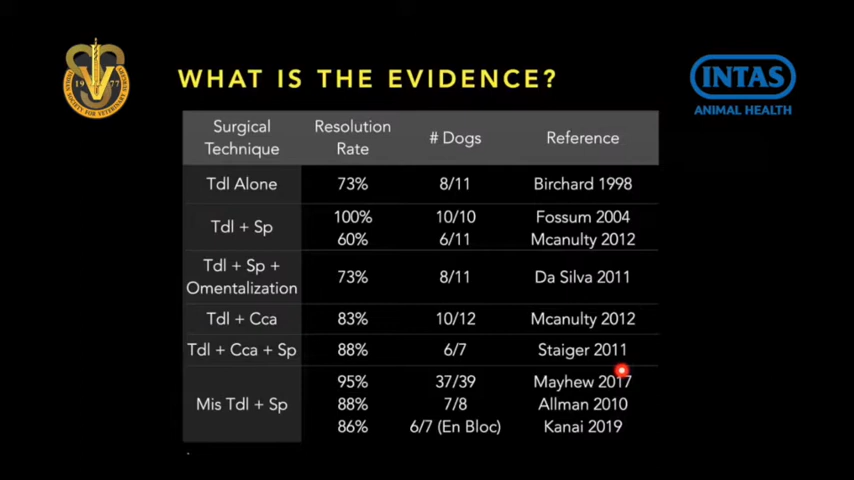 WHAT IS THE EVIDENCE?
INTAS
ANIMAL HEALTH
1977
Surgical Technique Resolution Rate # Dogs Reference
Tdl Alone 73% 8/11 Birchard 1998
Tdl + Sp 100% 10/10 Fossum 2004
60% 6/11 Mcanulty 2012
Tdl + Sp + Omentalization 73% 8/11 Da Silva 2011
Tdl + Cca 83% 10/12 Mcanulty 2012
Tdl + Cca + Sp 88% 6/7 Staiger 2011
Mis Tdl + Sp 95% 37/39 Mayhew 2017
88% 7/8 Allman 2010
86% 6/7 (En Bloc) Kanai 2019